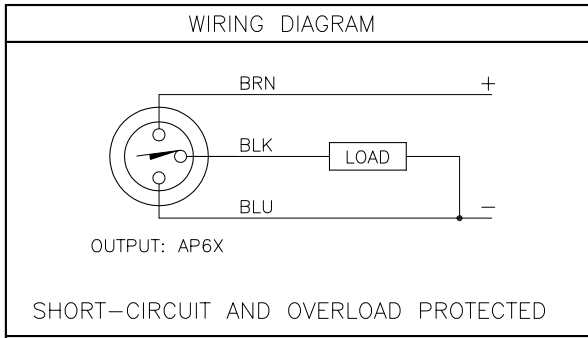 WIRING DIAGRAM
BRN +
BLK LOAD
BLU −
OUTPUT: AP6X
SHORT−CIRCUIT AND OVERLOAD PROTECTED